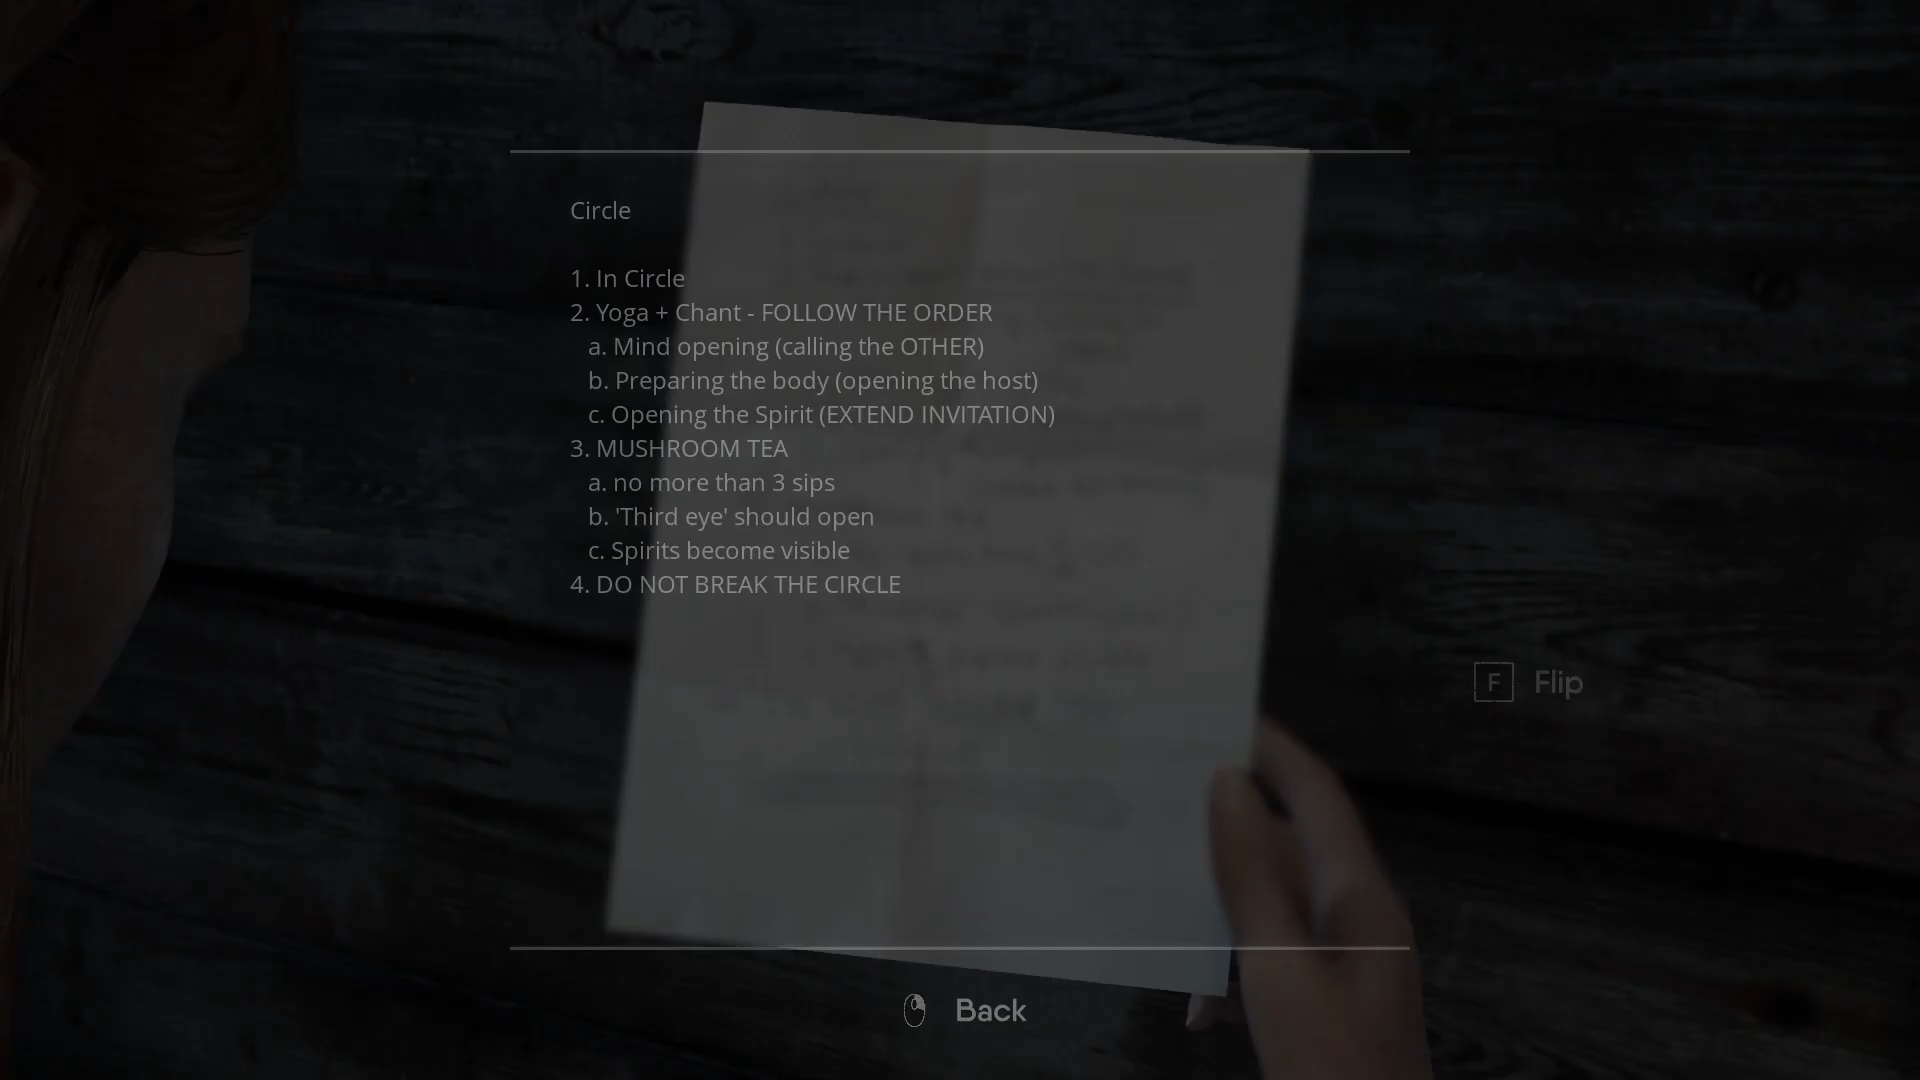 Circle
1. In Circle
2. Yoga + Chant - FOLLOW THE ORDER
a. Mind opening (calling the OTHER)
b. Preparing the body (opening the host)
c. Opening the Spirit (EXTEND INVITATION)
3. MUSHROOM TEA
a. no more than 3 sips
b. 'Third eye' should open
c. Spirits become visible
4. DO NOT BREAK THE CIRCLE
F Flip
Back